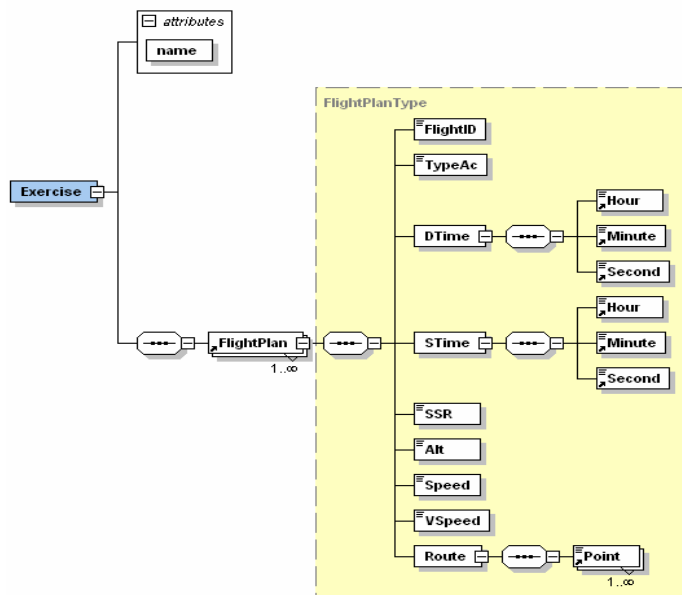 attributes
name
FlightPlanType
FlightID
TypeAc
Exercise
Hour
DTime
Minute
Second
Hour
FlightPlan
STime
Minute
1..∞
Second
SSR
Alt
Speed
VSpeed
Route
Point
1..∞